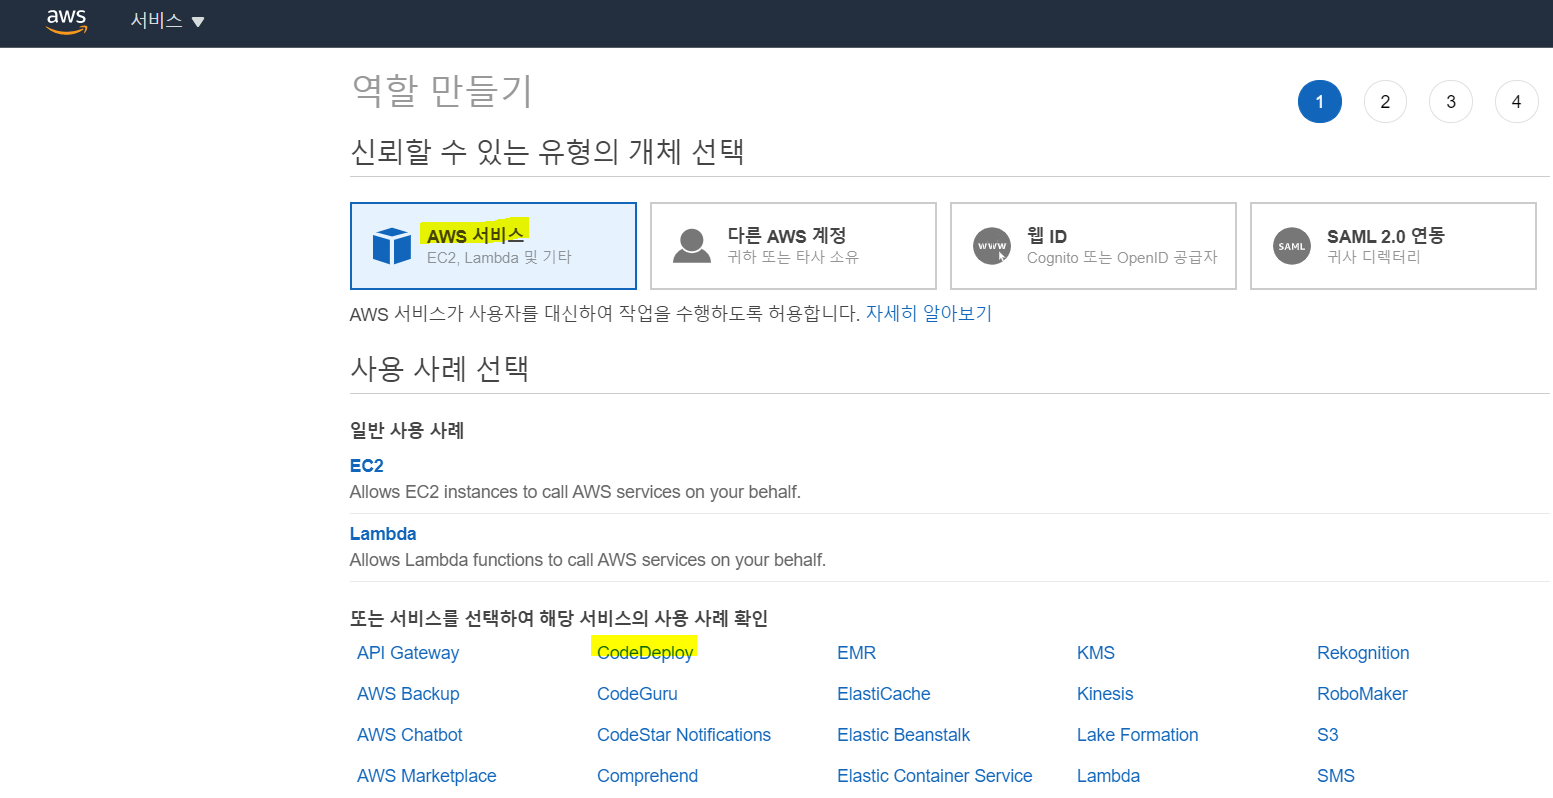 aws 서비스
역할 만들기
1 2 3 4
신뢰할 수 있는 유형의 개체 선택
AWS 서비스
EC2, Lambda 및 기타
다른 AWS 계정
귀하 또는 타사 소유
www
웹 ID
Cognito 또는 OpenID 공급자
SAML
SAML 2.0 연동
귀사 디렉터리
AWS 서비스가 사용자를 대신하여 작업을 수행하도록 허용합니다. 자세히 알아보기
사용 사례 선택
일반 사용 사례
EC2
Allows EC2 instances to call AWS services on your behalf.
Lambda
Allows Lambda functions to call AWS services on your behalf.
또는 서비스를 선택하여 해당 서비스의 사용 사례 확인
API Gateway CodeDeploy EMR KMS Rekognition
AWS Backup CodeGuru ElastiCache Kinesis RoboMaker
AWS Chatbot CodeStar Notifications Elastic Beanstalk Lake Formation S3
AWS Marketplace Comprehend Elastic Container Service Lambda SMS